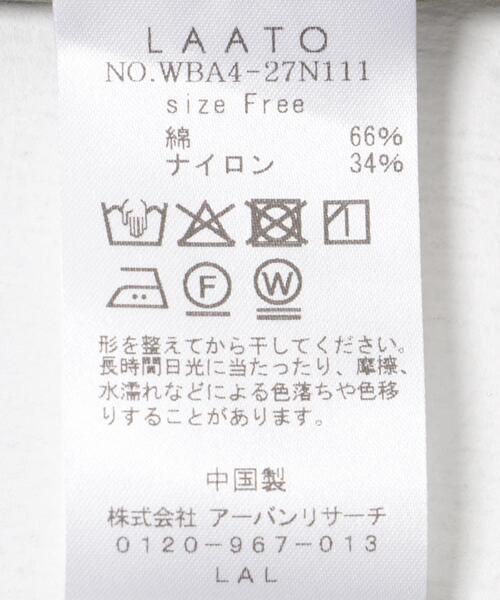 LAATO
NO.WBA4-27N111
size Free
綿 66%
ナイロン 34%
F W
形を整えてから干してください。
長時間日光に当たったり、摩擦、
水濡れなどによる色落ちや色移
りすることがあります。
中国製
株式会社 アーバンリサーチ
0120-967-013
LAL